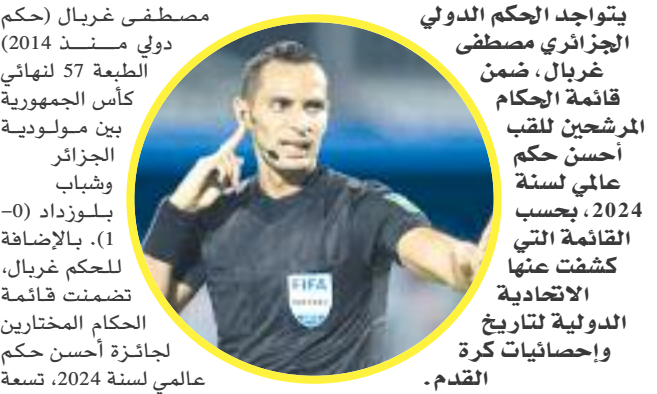 يتواجد الحكم الدولي
الجزائري مصطفى
غربال، ضمن
قائمة الحكام
المرشحين للقب
أحسن حكم
عالمي لسنة
2024، بحسب
القائمة التي
كشفت عنها
الاتحادية
الدولية لتاريخ
وإحصائيات كرة
القدم.
مصطفى غربال (حكم
دولي منذ 2014)
الطبعة 57 لنهائي
كأس الجمهورية
بين مولودية
الجزائر
وشباب
بلوزداد (0-
1). بالإضافة
للحكم غربال،
تضمنت قائمة
الحكام المختارين
لجائزة أحسن حكم
عالمي لسنة 2024، تسعة
FIFA